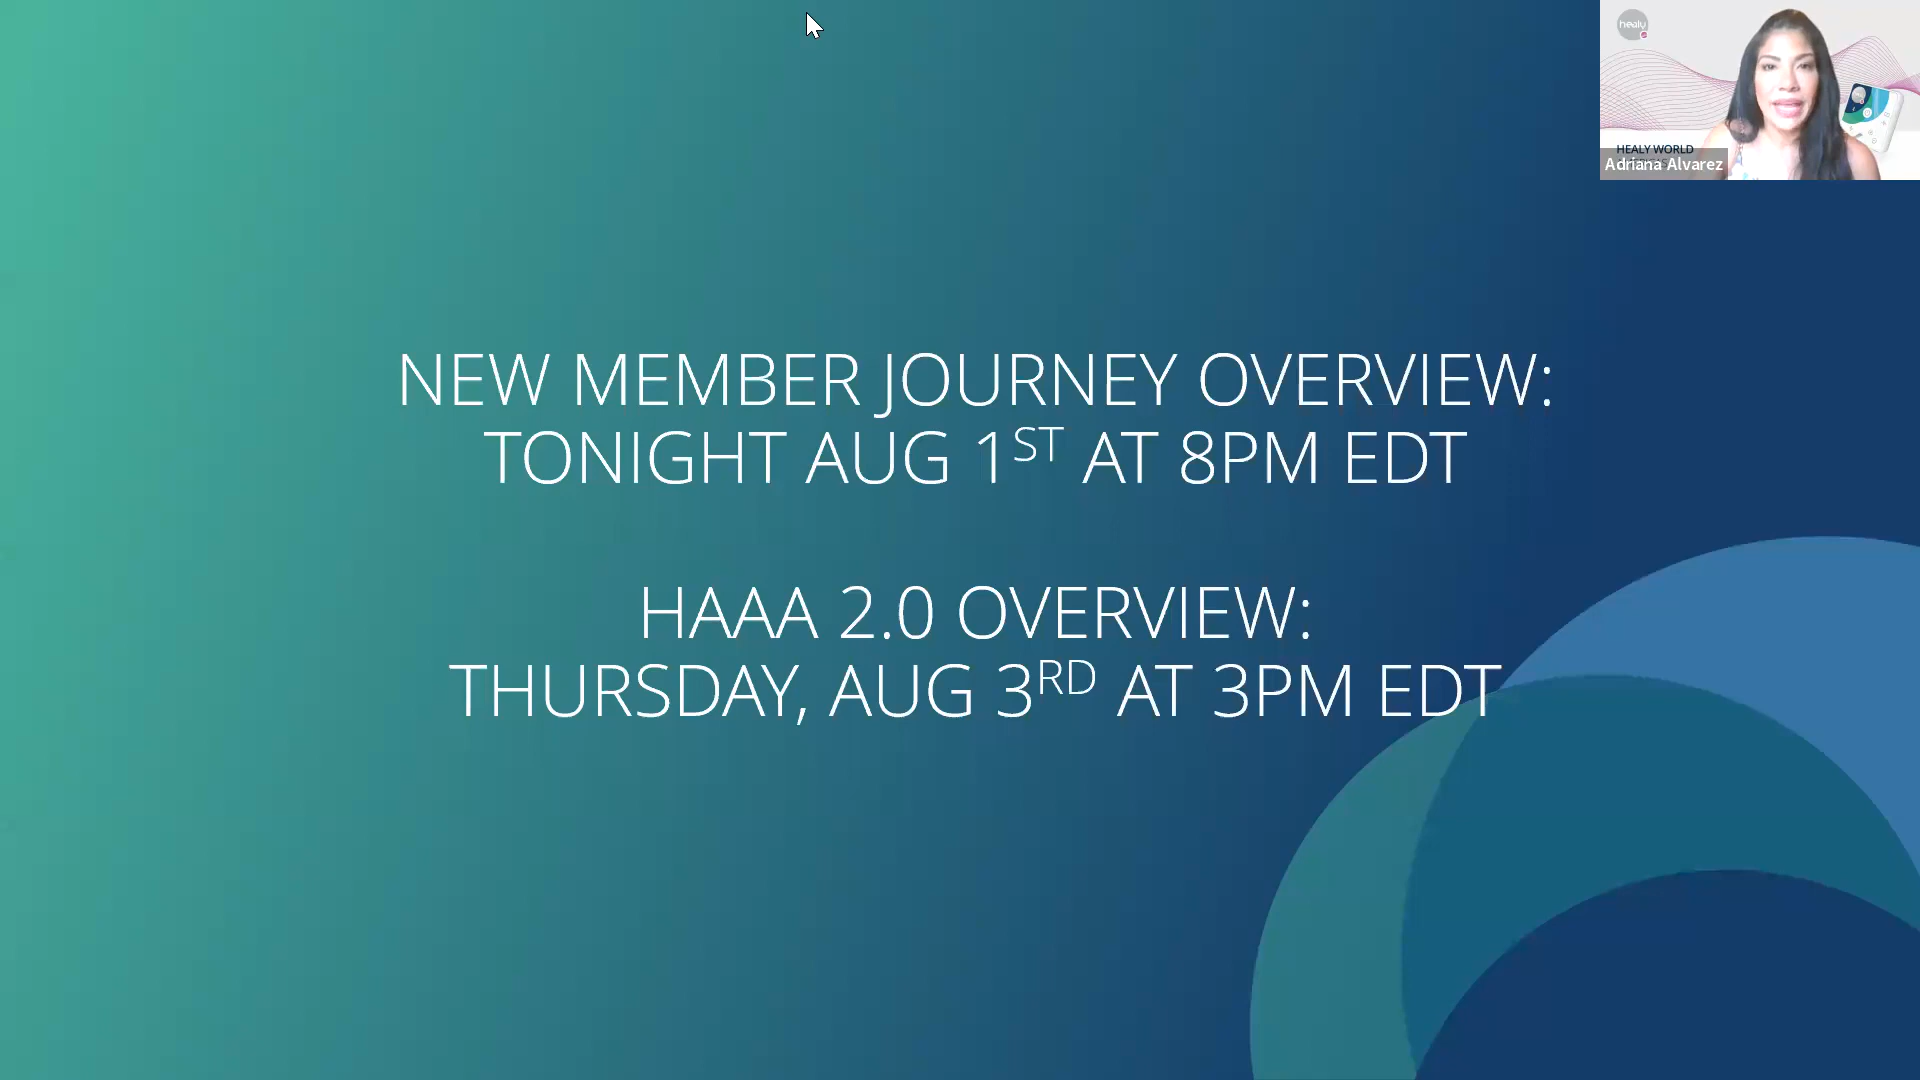 healy
HEALY WORLD
Adriana Alvarez
NEW MEMBER JOURNEY OVERVIEW:
TONIGHT AUG 1ST AT 8PM EDT
HAAA 2.0 OVERVIEW:
THURSDAY, AUG 3RD AT 3PM EDT